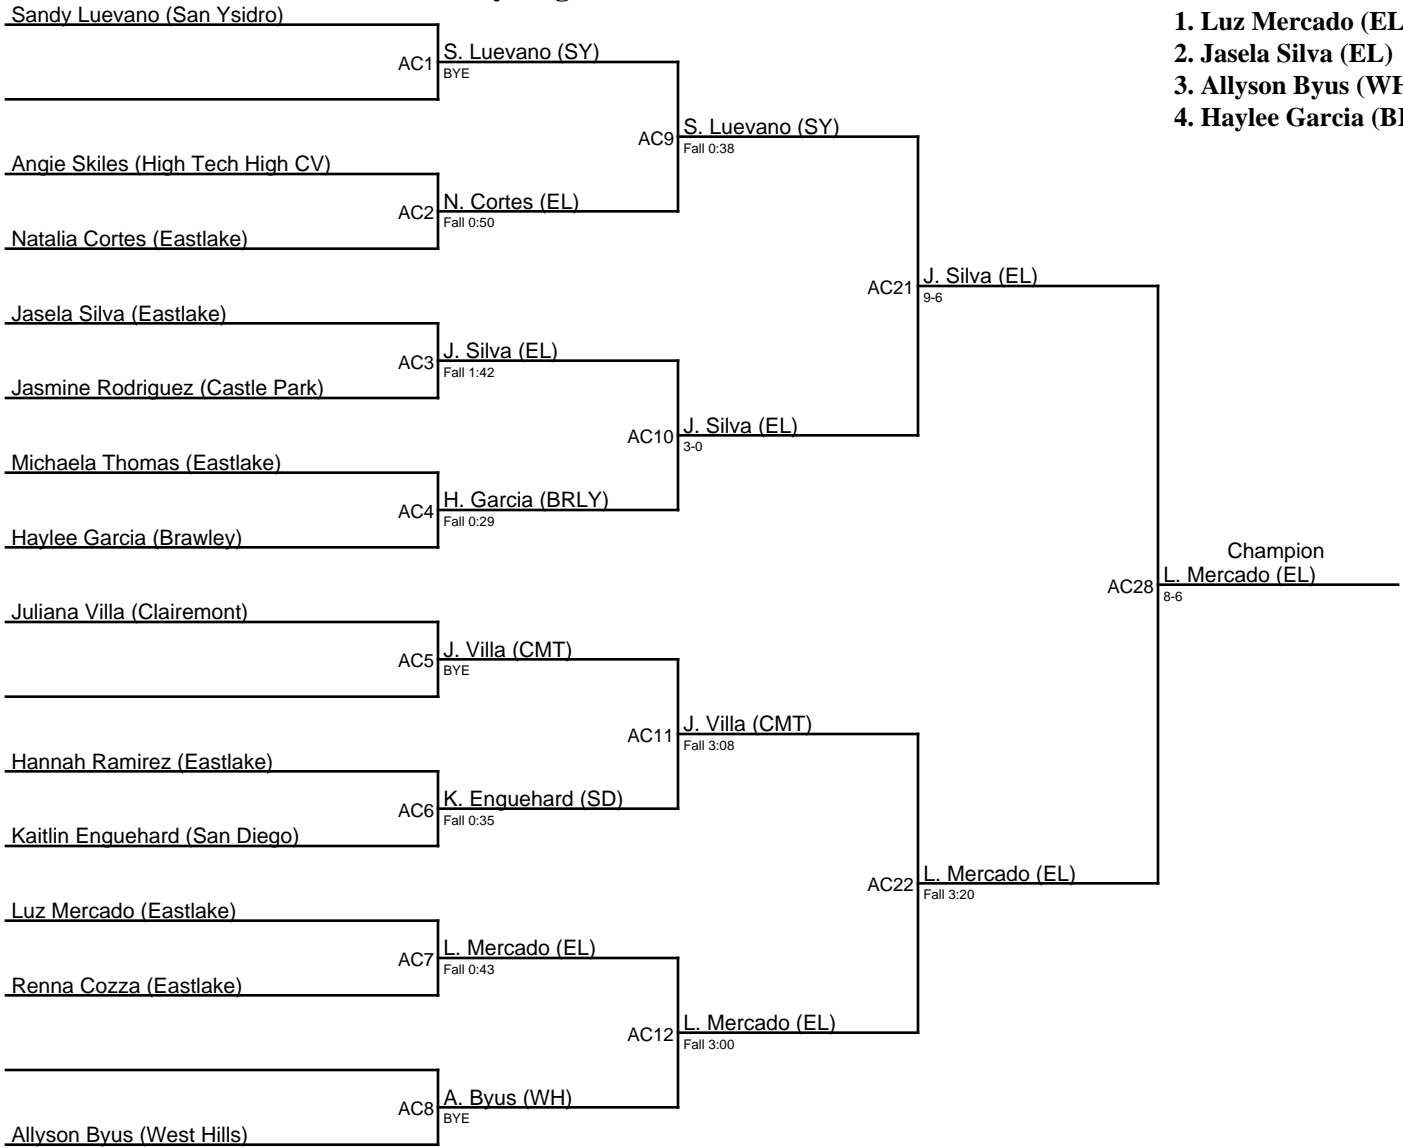 Sandy Luevano (San Ysidro)
1. Luz Mercado (EL
2. Jasela Silva (EL)
3. Allyson Byus (WH
4. Haylee Garcia (BR
AC1
S. Luevano (SY)
BYE
AC9
S. Luevano (SY)
Fall 0:38
Angie Skiles (High Tech High CV)
AC2
N. Cortes (EL)
Fall 0:50
Natalia Cortes (Eastlake)
AC21
J. Silva (EL)
9-6
Jasela Silva (Eastlake)
AC3
J. Silva (EL)
Fall 1:42
Jasmine Rodriguez (Castle Park)
AC10
J. Silva (EL)
3-0
Michaela Thomas (Eastlake)
AC4
H. Garcia (BRLY)
Fall 0:29
Haylee Garcia (Brawley)
Champion
AC28
L. Mercado (EL)
8-6
Juliana Villa (Clairemont)
AC5
J. Villa (CMT)
BYE
AC11
J. Villa (CMT)
Fall 3:08
Hannah Ramirez (Eastlake)
AC6
K. Enguehard (SD)
Fall 0:35
Kaitlin Enguehard (San Diego)
AC22
L. Mercado (EL)
Fall 3:20
Luz Mercado (Eastlake)
AC7
L. Mercado (EL)
Fall 0:43
Renna Cozza (Eastlake)
AC12
L. Mercado (EL)
Fall 3:00
AC8
A. Byus (WH)
BYE
Allyson Byus (West Hills)